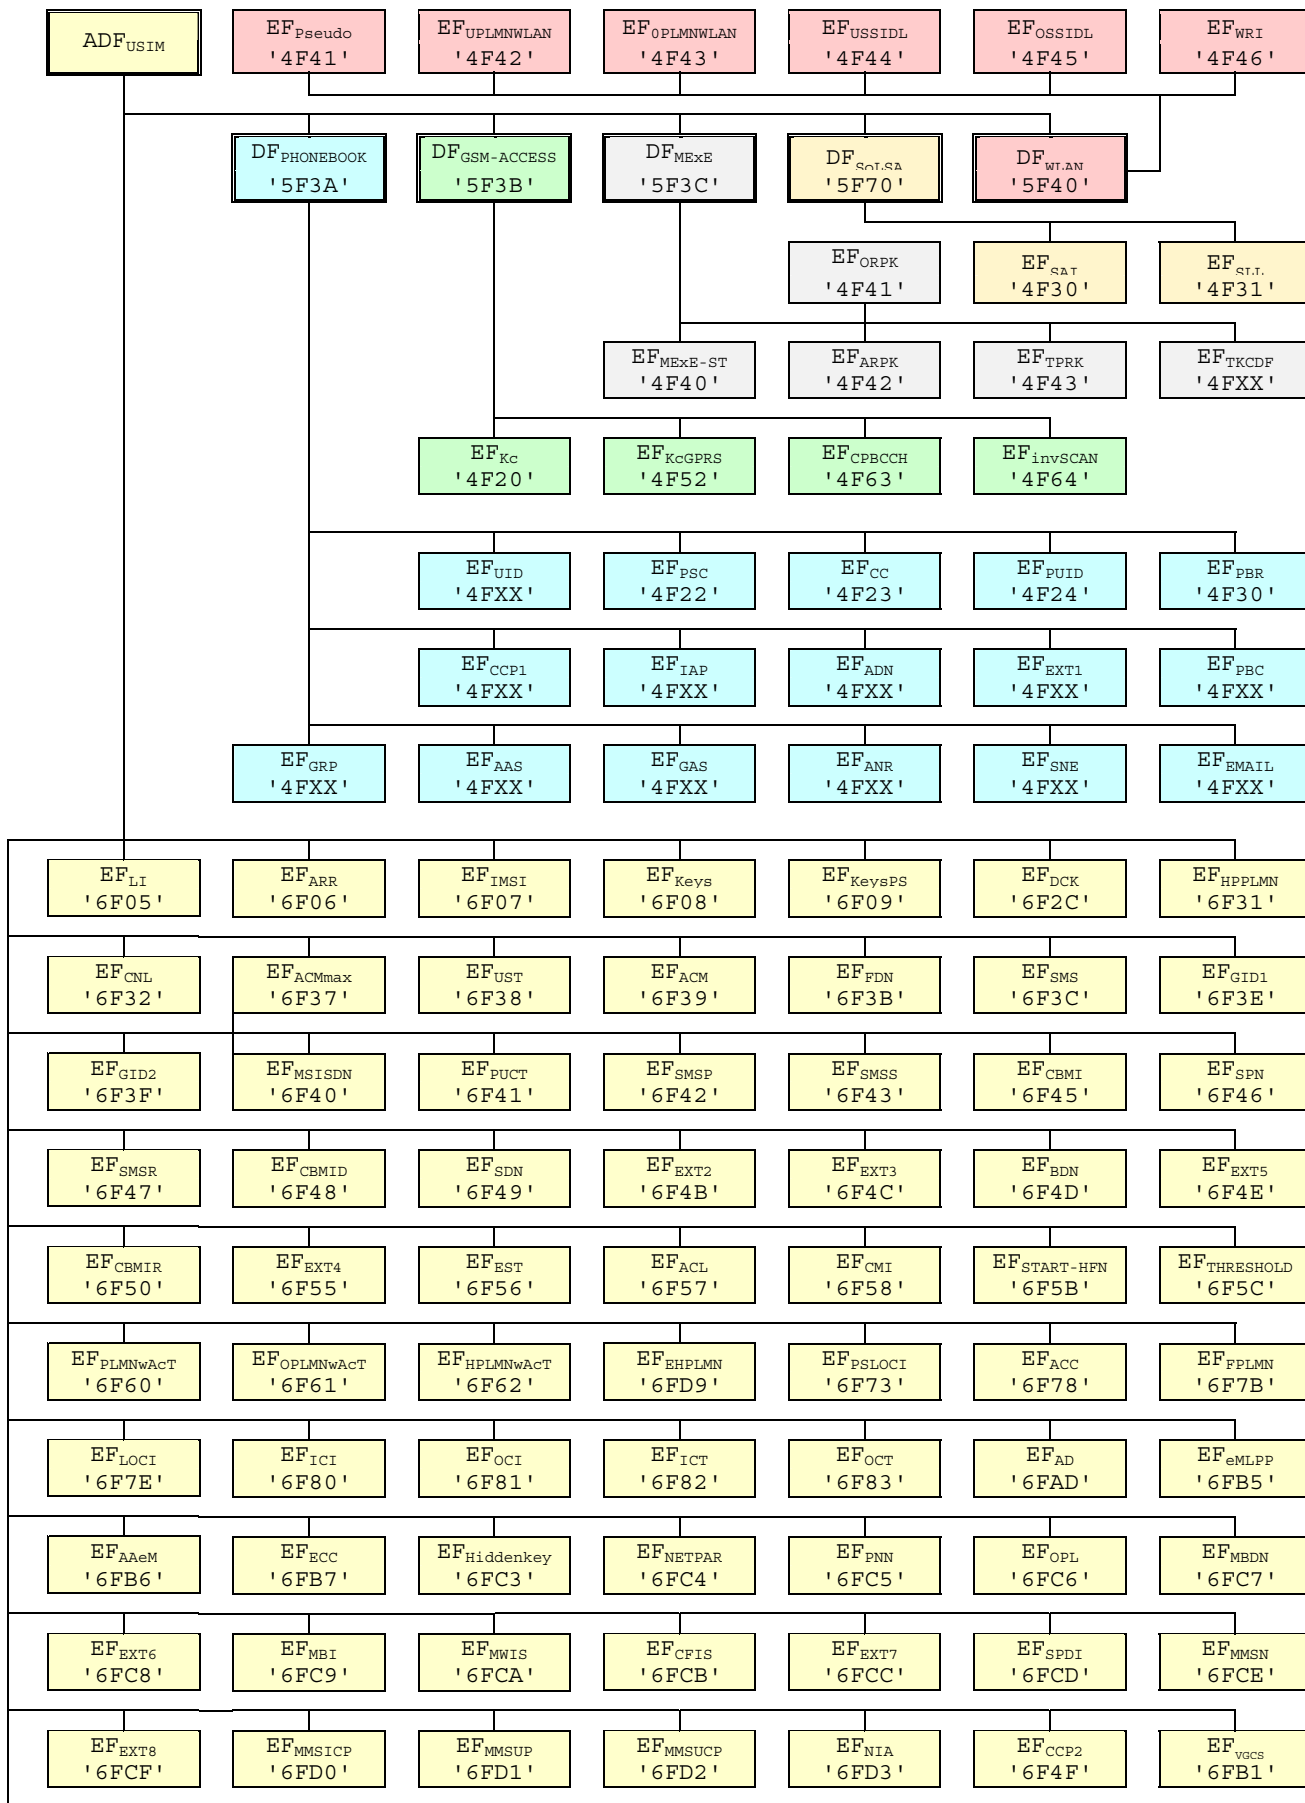 ADFUSIM
EFPseudo
'4F41'
EFUPLMNWLAN
'4F42'
EF0PLMNWLAN
'4F43'
EFUSSIDL
'4F44'
EFOSSIDL
'4F45'
EFWRI
'4F46'
DFPHONEBOOK
'5F3A'
DFGSM-ACCESS
'5F3B'
DFMExE
'5F3C'
DFSoLSA
'5F70'
DFWLAN
'5F40'
EFORPK
'4F41'
EFSAI
'4F30'
EFSLL
'4F31'
EFMExE-ST
'4F40'
EFARPK
'4F42'
EFTPRK
'4F43'
EFTKCDF
'4FXX'
EFKc
'4F20'
EFKcGPRS
'4F52'
EFCPBCCH
'4F63'
EFinvSCAN
'4F64'
EFUID
'4FXX'
EFPSC
'4F22'
EFCC
'4F23'
EFPUID
'4F24'
EFPBR
'4F30'
EFCCP1
'4FXX'
EFIAP
'4FXX'
EFADN
'4FXX'
EFEXT1
'4FXX'
EFPBC
'4FXX'
EFGRP
'4FXX'
EFAAS
'4FXX'
EFGAS
'4FXX'
EFANR
'4FXX'
EFSNE
'4FXX'
EFEMAIL
'4FXX'
EFLI
'6F05'
EFARR
'6F06'
EFIMSI
'6F07'
EFKeys
'6F08'
EFKeysPS
'6F09'
EFDCK
'6F2C'
EFHPPLMN
'6F31'
EFCNL
'6F32'
EFACMmax
'6F37'
EFUST
'6F38'
EFACM
'6F39'
EFFDN
'6F3B'
EFSMS
'6F3C'
EFGID1
'6F3E'
EFGID2
'6F3F'
EFMSISDN
'6F40'
EFPUCT
'6F41'
EFSMSP
'6F42'
EFSMSS
'6F43'
EFCBMI
'6F45'
EFSPN
'6F46'
EFSMSR
'6F47'
EFCBMID
'6F48'
EFSDN
'6F49'
EFEXT2
'6F4B'
EFEXT3
'6F4C'
EFBDN
'6F4D'
EFEXT5
'6F4E'
EFCBMIR
'6F50'
EFEXT4
'6F55'
EFEST
'6F56'
EFACL
'6F57'
EFCMI
'6F58'
EFSTART-HFN
'6F5B'
EFTHRESHOLD
'6F5C'
EFPLMNwAcT
'6F60'
EFOPLMNwAcT
'6F61'
EFHPLMNwAcT
'6F62'
EFEHPLMN
'6FD9'
EFPSLOCI
'6F73'
EFACC
'6F78'
EFFPLMN
'6F7B'
EFLOCI
'6F7E'
EFICI
'6F80'
EFOCI
'6F81'
EFICT
'6F82'
EFOCT
'6F83'
EFAD
'6FAD'
EFeMLPP
'6FB5'
EFAAeM
'6FB6'
EFECC
'6FB7'
EFHiddenkey
'6FC3'
EFNETPAR
'6FC4'
EFPNN
'6FC5'
EFOPL
'6FC6'
EFMBDN
'6FC7'
EFEXT6
'6FC8'
EFMBI
'6FC9'
EFMWIS
'6FCA'
EFCFIS
'6FCB'
EFEXT7
'6FCC'
EFSPDI
'6FCD'
EFMMSN
'6FCE'
EFEXT8
'6FCF'
EFMMSICP
'6FD0'
EFMMSUP
'6FD1'
EFMMSUCP
'6FD2'
EFNIA
'6FD3'
EFCCP2
'6F4F'
EFVGCS
'6FB1'